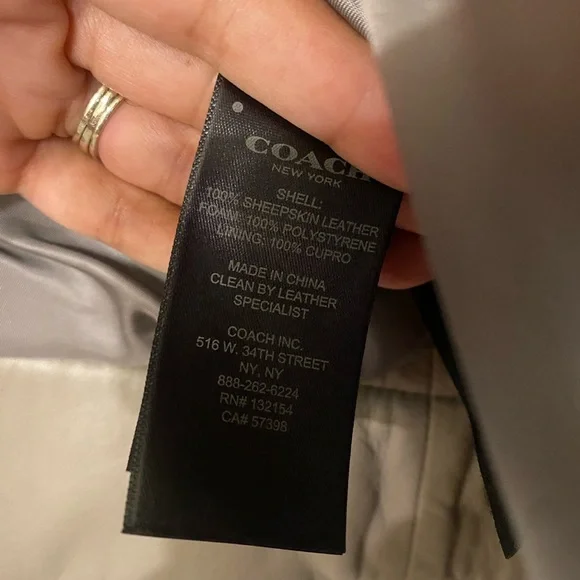 COACH
NEW YORK
SHELL:
100% SHEEPSKIN LEATHER
FOAM: 100% POLYSTYRENE
LINING: 100% CUPRO
MADE IN CHINA
CLEAN BY LEATHER
SPECIALIST
COACH INC.
516 W. 34TH STREET
NY, NY
888-262-6224
RN# 132154
CA# 57398